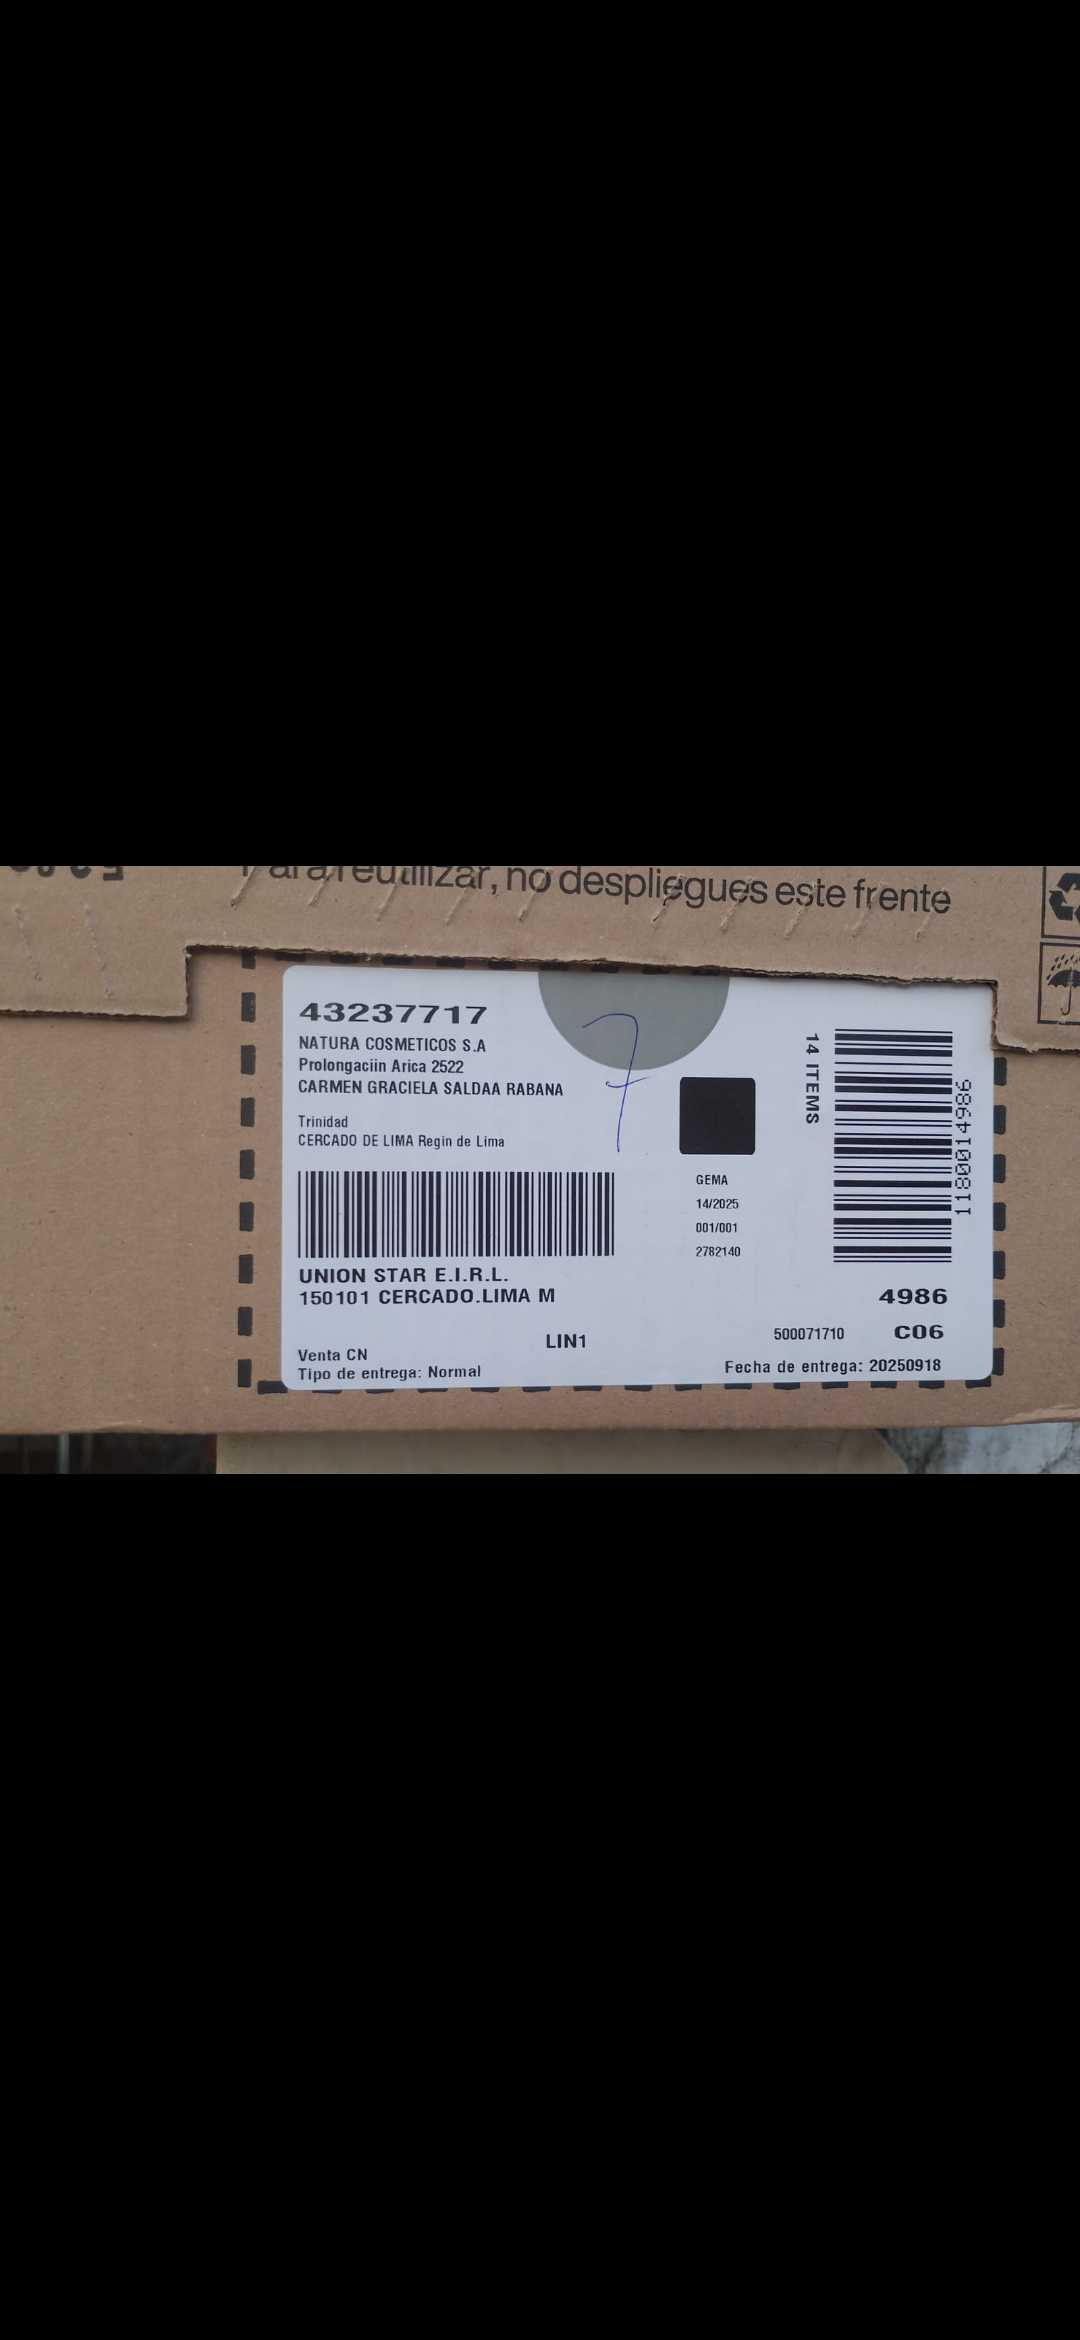 Para reutilizar, no despliegues este frente
43237717
NATURA COSMETICOS S.A
Prolongaciin Arica 2522
CARMEN GRACIELA SALDAA RABANA
Trinidad
CERCADO DE LIMA Regin de Lima
7
14 ITEMS
1180014986
GEMA
14/2025
001/001
2782140
UNION STAR E.I.R.L.
150101 CERCADO.LIMA M
4986
LIN1
500071710
C06
Venta CN
Tipo de entrega: Normal
Fecha de entrega: 20250918